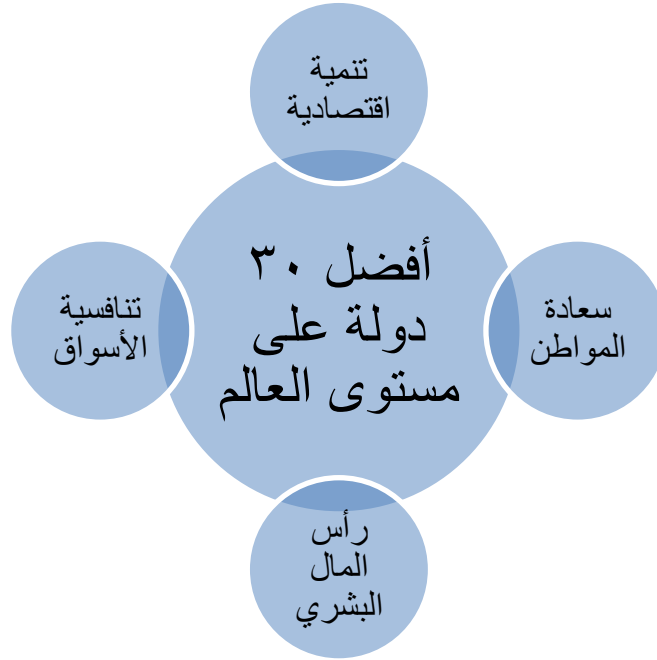 تنمية
اقتصادية
أفضل ٣٠
دولة على
مستوى العالم
سعادة
المواطن
تنافسية
الأسواق
رأس
المال
البشري